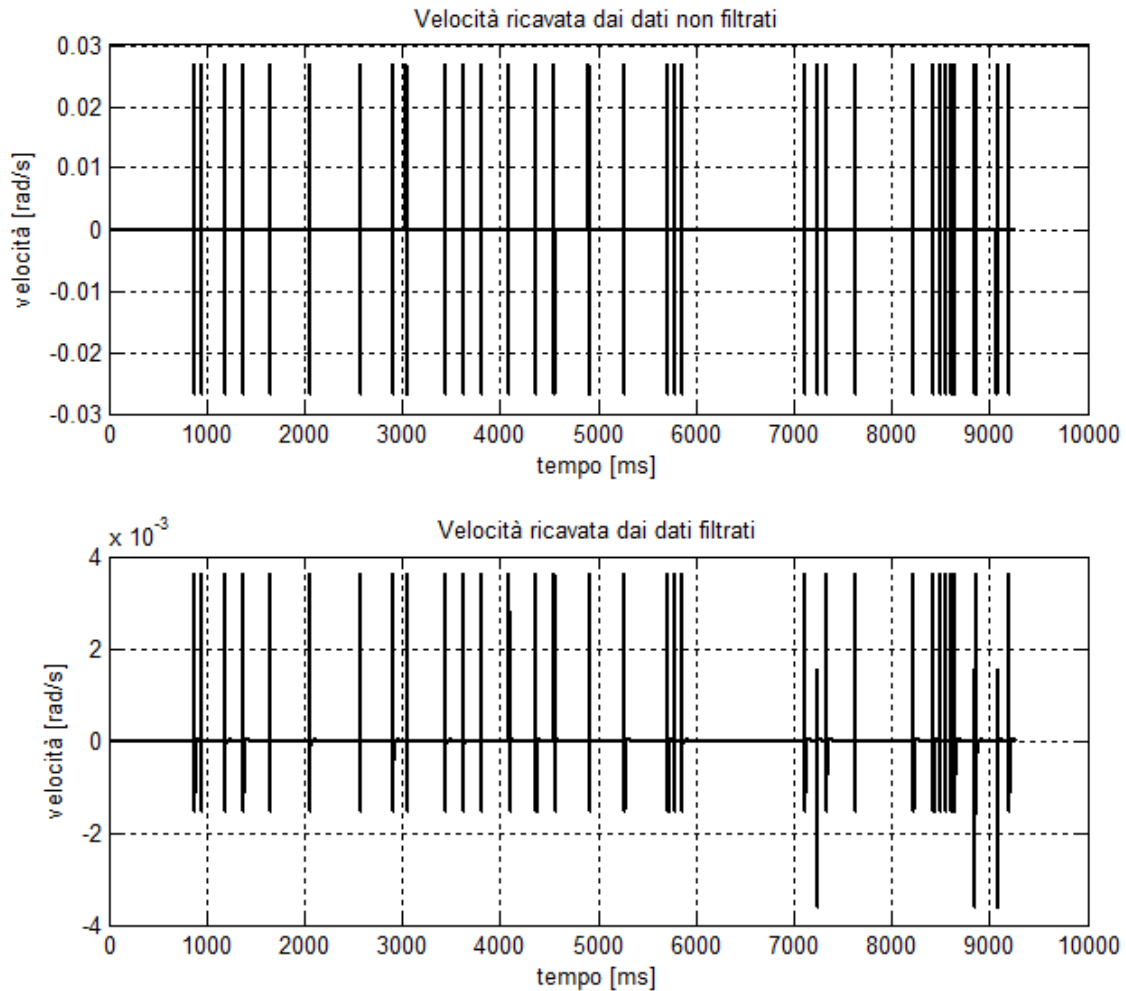 Velocità ricavata dai dati non filtrati
velocità [rad/s]
0.03
0.02
0.01
0
-0.01
-0.02
-0.03
0 1000 2000 3000 4000 5000 6000 7000 8000 9000 10000
tempo [ms]
Velocità ricavata dai dati filtrati
x 10^-3
velocità [rad/s]
4
2
0
-2
-4
0 1000 2000 3000 4000 5000 6000 7000 8000 9000 10000
tempo [ms]